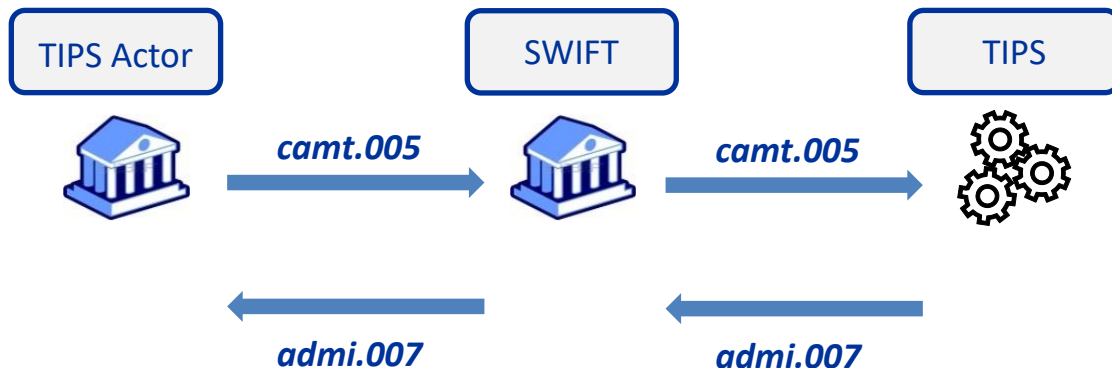 TIPS Actor
SWIFT
TIPS
camt.005
camt.005
admi.007
admi.007